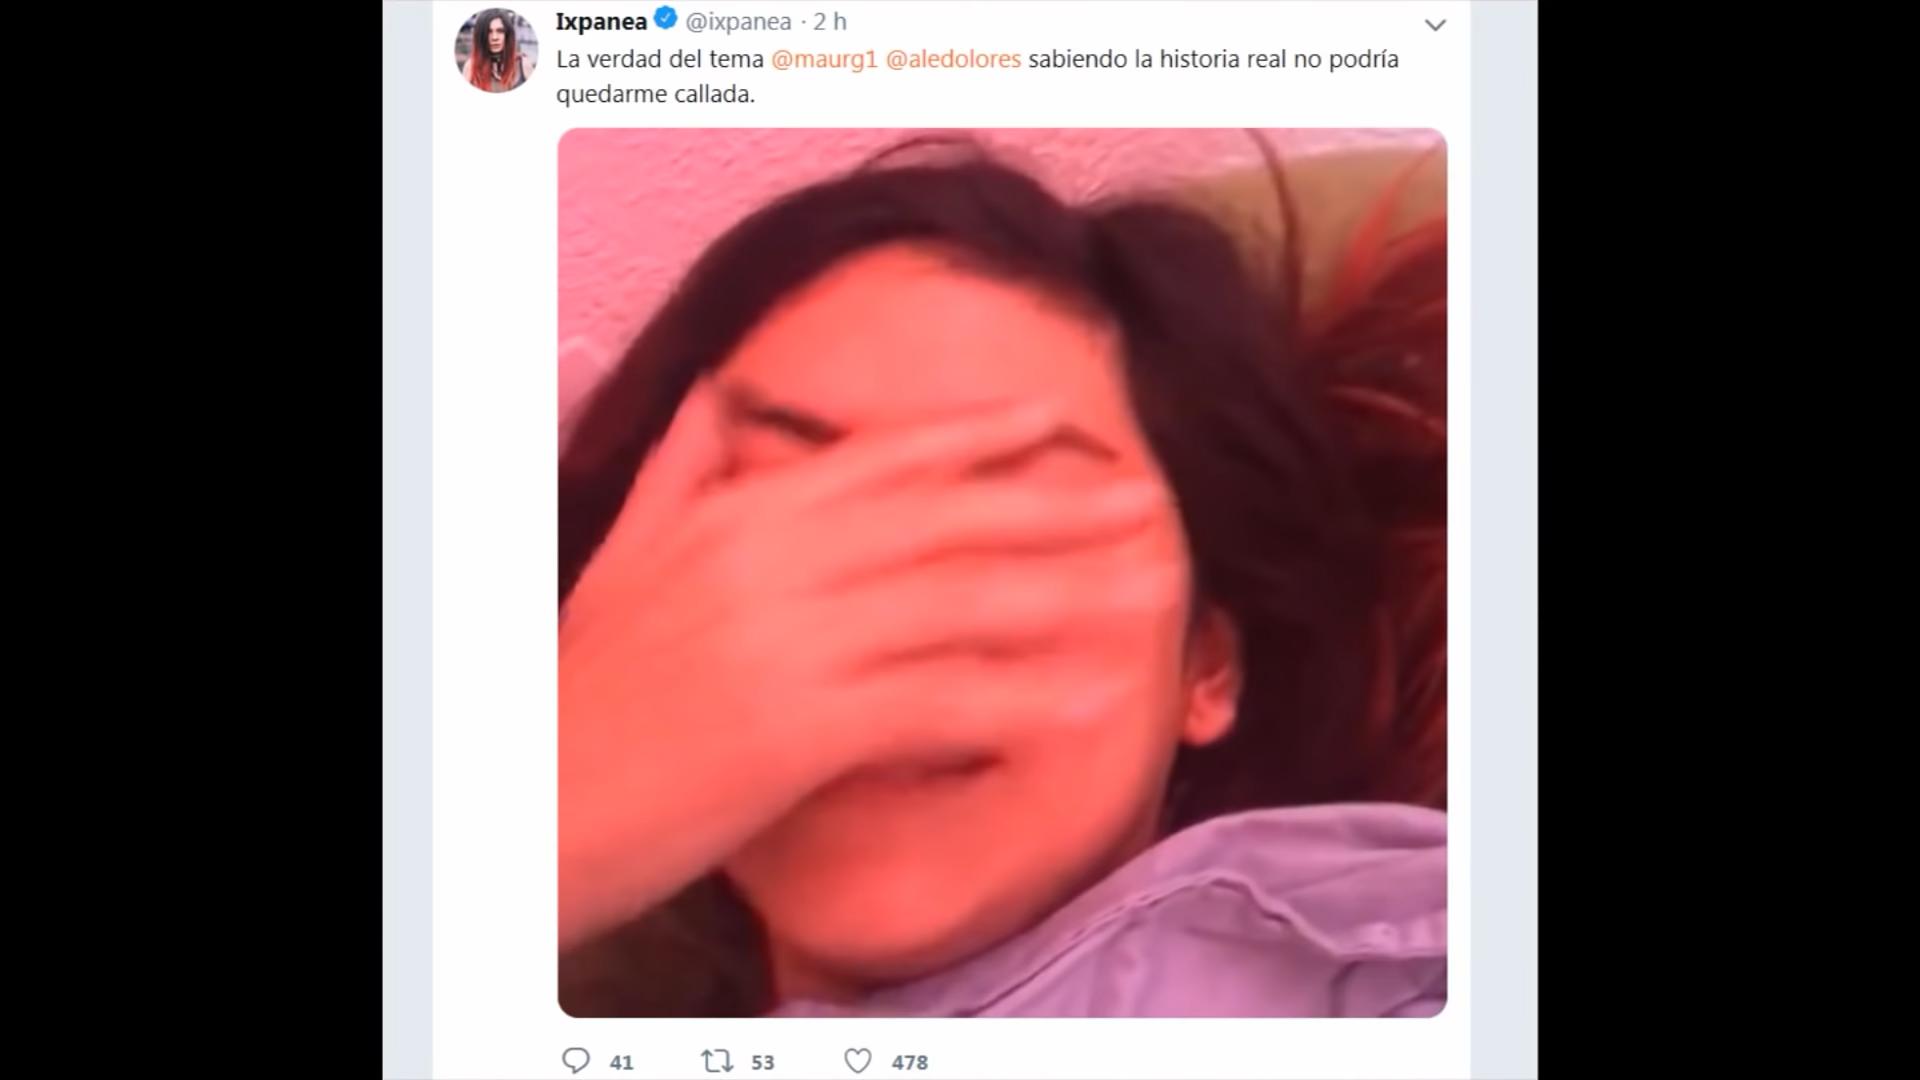 Ixpanea @ixpanea · 2 h
La verdad del tema @maurg1 @aledolores sabiendo la historia real no podría
quedarme callada.
41 53 478